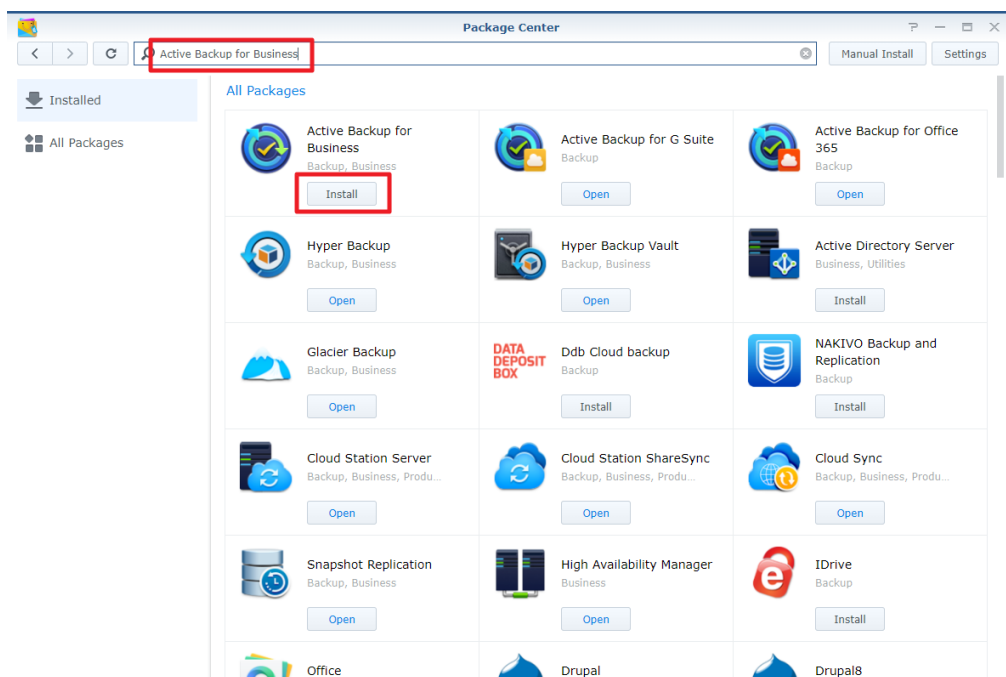 Package Center
Active Backup for Business
Manual Install
Settings
Installed
All Packages
All Packages
Active Backup for
Business
Backup, Business
Install
Active Backup for G Suite
Backup
Open
Active Backup for Office
365
Backup
Open
Hyper Backup
Backup, Business
Open
Hyper Backup Vault
Backup, Business
Open
Active Directory Server
Business, Utilities
Install
Glacier Backup
Backup, Business
Open
DATA
DEPOSIT
BOX
Ddb Cloud backup
Backup
Install
NAKIVO Backup and
Replication
Backup
Install
Cloud Station Server
Backup, Business, Produ...
Open
Cloud Station ShareSync
Backup, Business, Produ...
Open
Cloud Sync
Backup, Business, Produ...
Open
Snapshot Replication
Backup, Business
Open
High Availability Manager
Business
Open
e
IDrive
Backup
Install
Office
Drupal
Drupal8